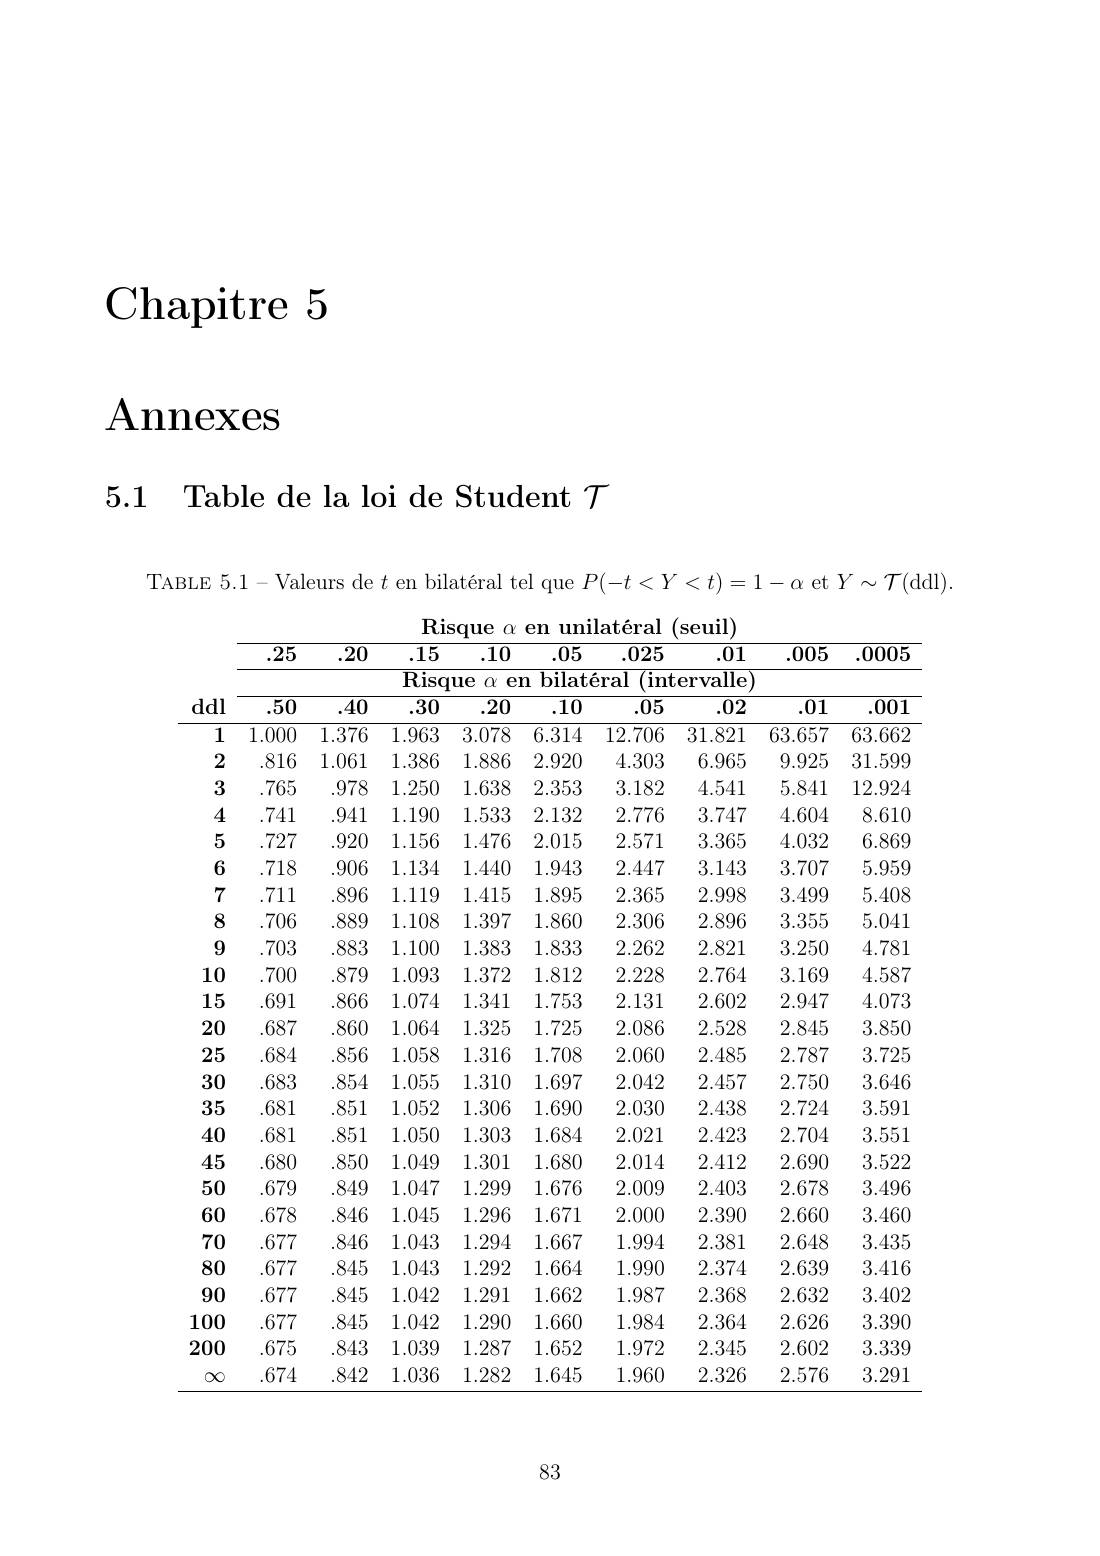 Chapitre 5
Annexes
5.1 Table de la loi de Student 𝒯
TABLE 5.1 – Valeurs de t en bilatéral tel que P(−t < Y < t) = 1 − α et Y ∼ 𝒯(ddl).
Risque α en unilatéral (seuil)
.25 .20 .15 .10 .05 .025 .01 .005 .0005
Risque α en bilatéral (intervalle)
ddl .50 .40 .30 .20 .10 .05 .02 .01 .001
1 1.000 1.376 1.963 3.078 6.314 12.706 31.821 63.657 63.662
2 .816 1.061 1.386 1.886 2.920 4.303 6.965 9.925 31.599
3 .765 .978 1.250 1.638 2.353 3.182 4.541 5.841 12.924
4 .741 .941 1.190 1.533 2.132 2.776 3.747 4.604 8.610
5 .727 .920 1.156 1.476 2.015 2.571 3.365 4.032 6.869
6 .718 .906 1.134 1.440 1.943 2.447 3.143 3.707 5.959
7 .711 .896 1.119 1.415 1.895 2.365 2.998 3.499 5.408
8 .706 .889 1.108 1.397 1.860 2.306 2.896 3.355 5.041
9 .703 .883 1.100 1.383 1.833 2.262 2.821 3.250 4.781
10 .700 .879 1.093 1.372 1.812 2.228 2.764 3.169 4.587
15 .691 .866 1.074 1.341 1.753 2.131 2.602 2.947 4.073
20 .687 .860 1.064 1.325 1.725 2.086 2.528 2.845 3.850
25 .684 .856 1.058 1.316 1.708 2.060 2.485 2.787 3.725
30 .683 .854 1.055 1.310 1.697 2.042 2.457 2.750 3.646
35 .681 .851 1.052 1.306 1.690 2.030 2.438 2.724 3.591
40 .681 .851 1.050 1.303 1.684 2.021 2.423 2.704 3.551
45 .680 .850 1.049 1.301 1.680 2.014 2.412 2.690 3.522
50 .679 .849 1.047 1.299 1.676 2.009 2.403 2.678 3.496
60 .678 .846 1.045 1.296 1.671 2.000 2.390 2.660 3.460
70 .677 .846 1.043 1.294 1.667 1.994 2.381 2.648 3.435
80 .677 .845 1.043 1.292 1.664 1.990 2.374 2.639 3.416
90 .677 .845 1.042 1.291 1.662 1.987 2.368 2.632 3.402
100 .677 .845 1.042 1.290 1.660 1.984 2.364 2.626 3.390
200 .675 .843 1.039 1.287 1.652 1.972 2.345 2.602 3.339
∞ .674 .842 1.036 1.282 1.645 1.960 2.326 2.576 3.291
83